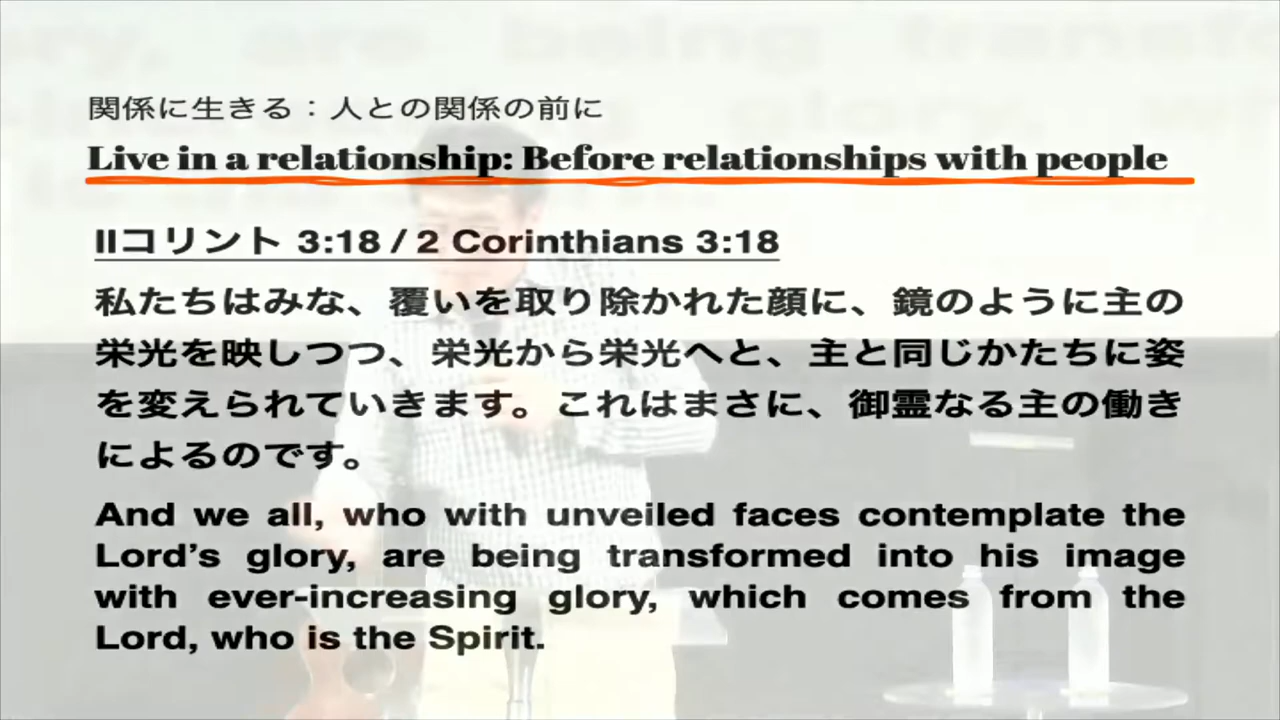 関係に生きる：人との関係の前に
Live in a relationship: Before relationships with people
IIコリント 3:18 / 2 Corinthians 3:18
私たちはみな、覆いを取り除かれた顔に、鏡のように主の
栄光を映しつつ、栄光から栄光へと、主と同じかたちに姿
を変えられていきます。これはまさに、御霊なる主の働き
によるのです。
And we all, who with unveiled faces contemplate the
Lord’s glory, are being transformed into his image
with ever-increasing glory, which comes from the
Lord, who is the Spirit.